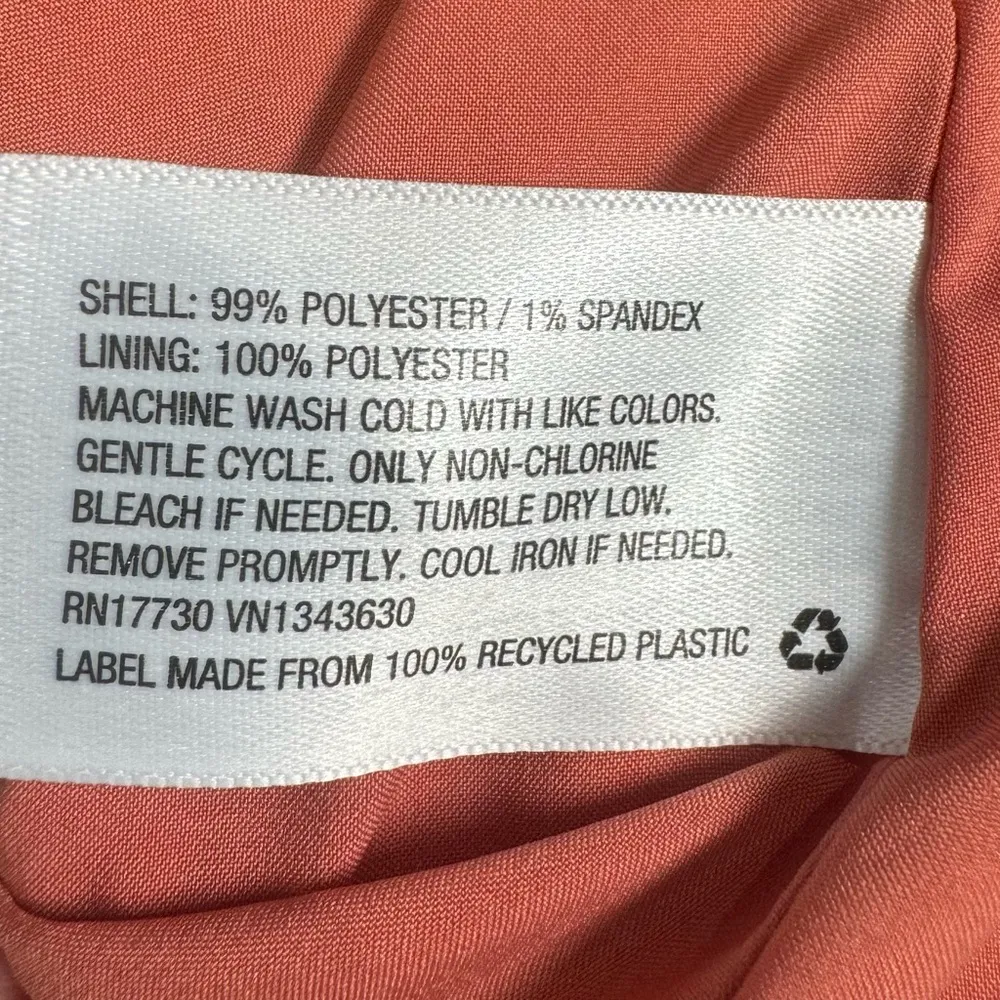 SHELL: 99% POLYESTER / 1% SPANDEX
LINING: 100% POLYESTER
MACHINE WASH COLD WITH LIKE COLORS.
GENTLE CYCLE. ONLY NON-CHLORINE
BLEACH IF NEEDED. TUMBLE DRY LOW.
REMOVE PROMPTLY. COOL IRON IF NEEDED.
RN17730 VN1343630
LABEL MADE FROM 100% RECYCLED PLASTIC